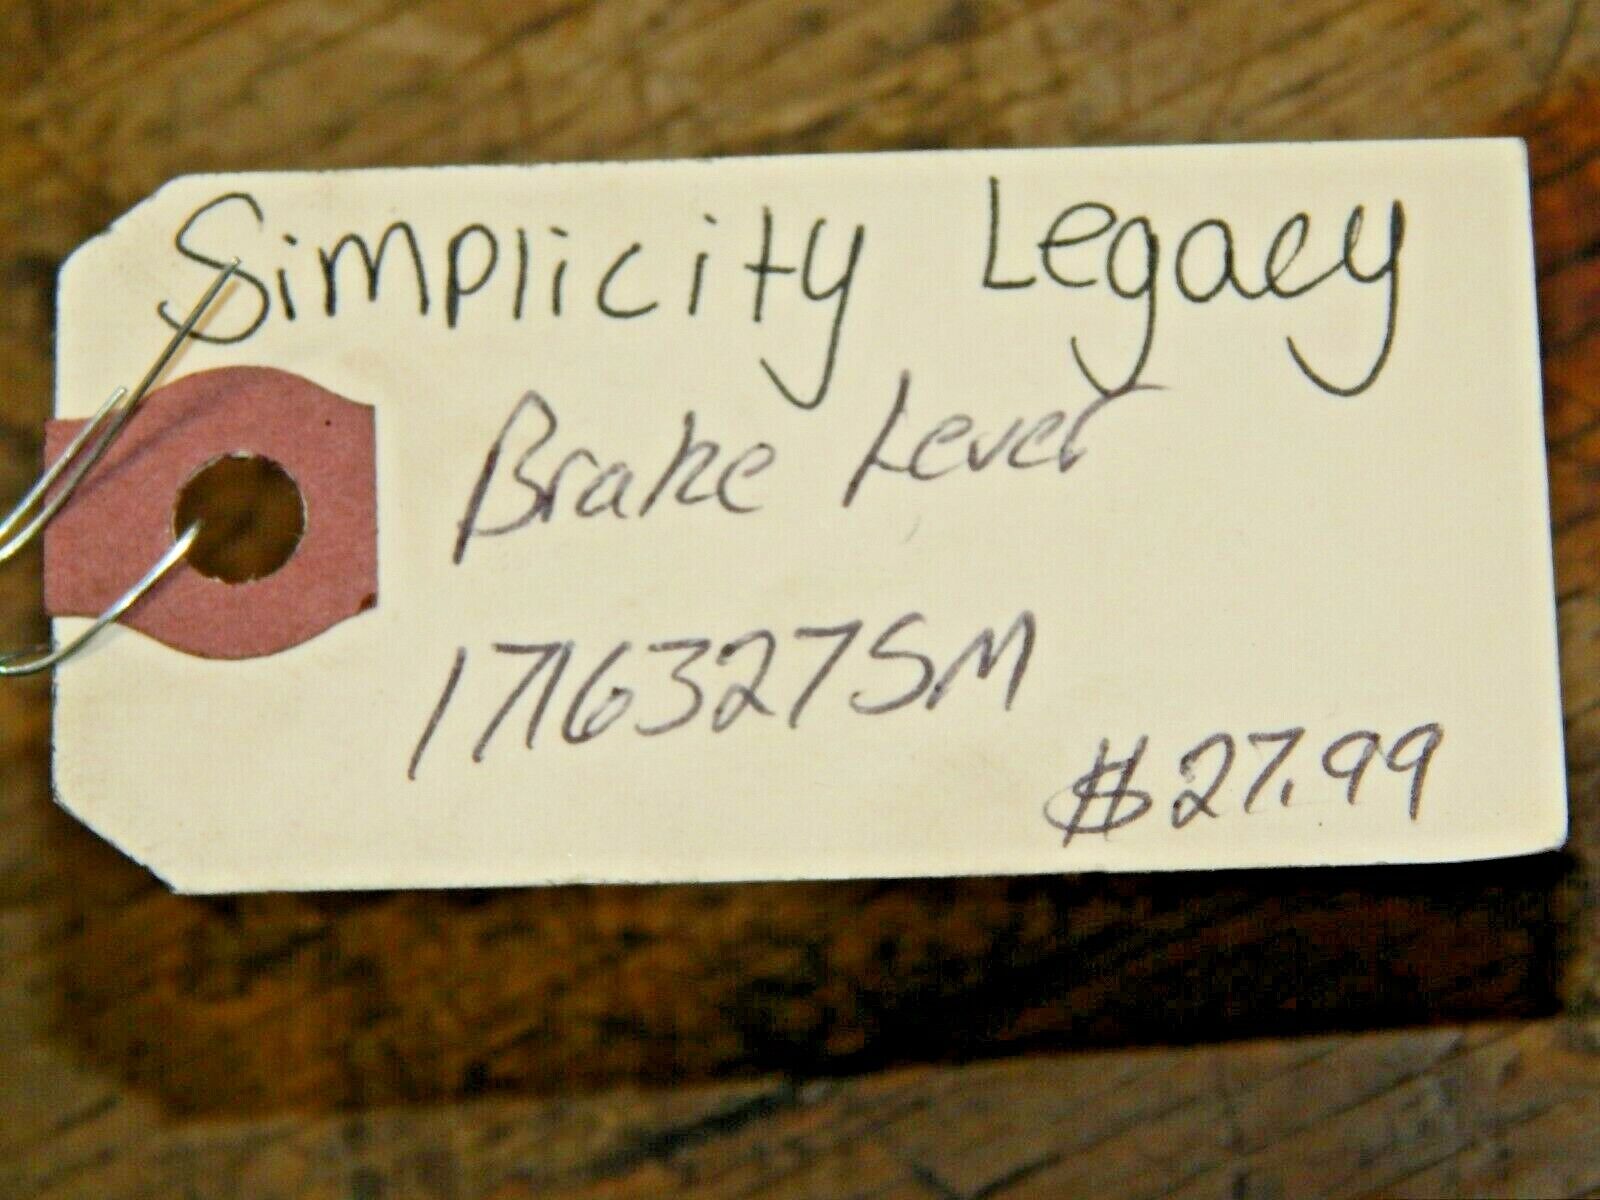 Simplicity Legacy
Brake Lever
1716327SM
$27.99